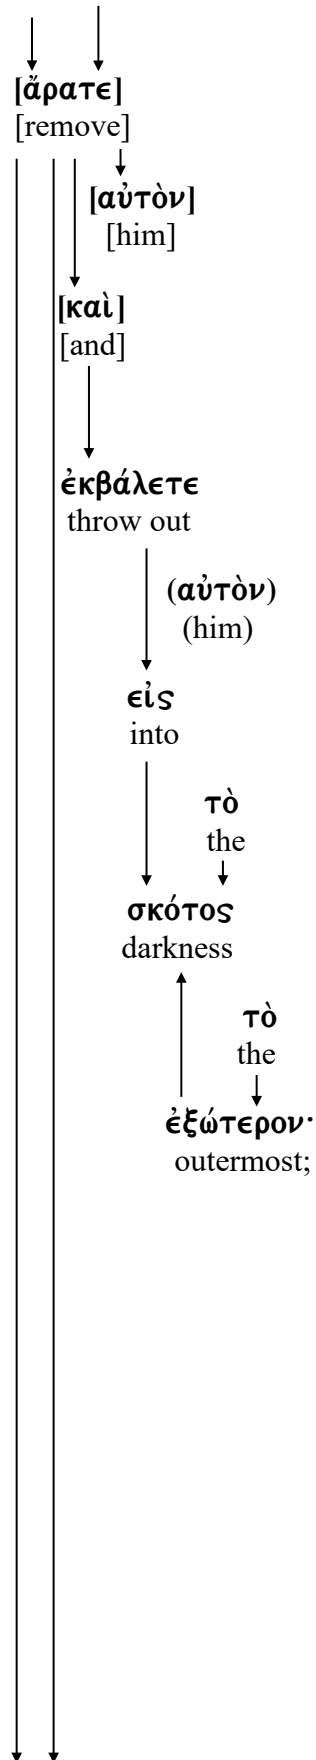 [ἄρατε]
[remove]
[αὐτὸν]
[him]
[καὶ]
[and]
ἐκβάλετε
throw out
(αὐτὸν)
(him)
εἰς
into
τὸ
the
σκότος
darkness
τὸ
the
ἐξώτερον·
outermost;